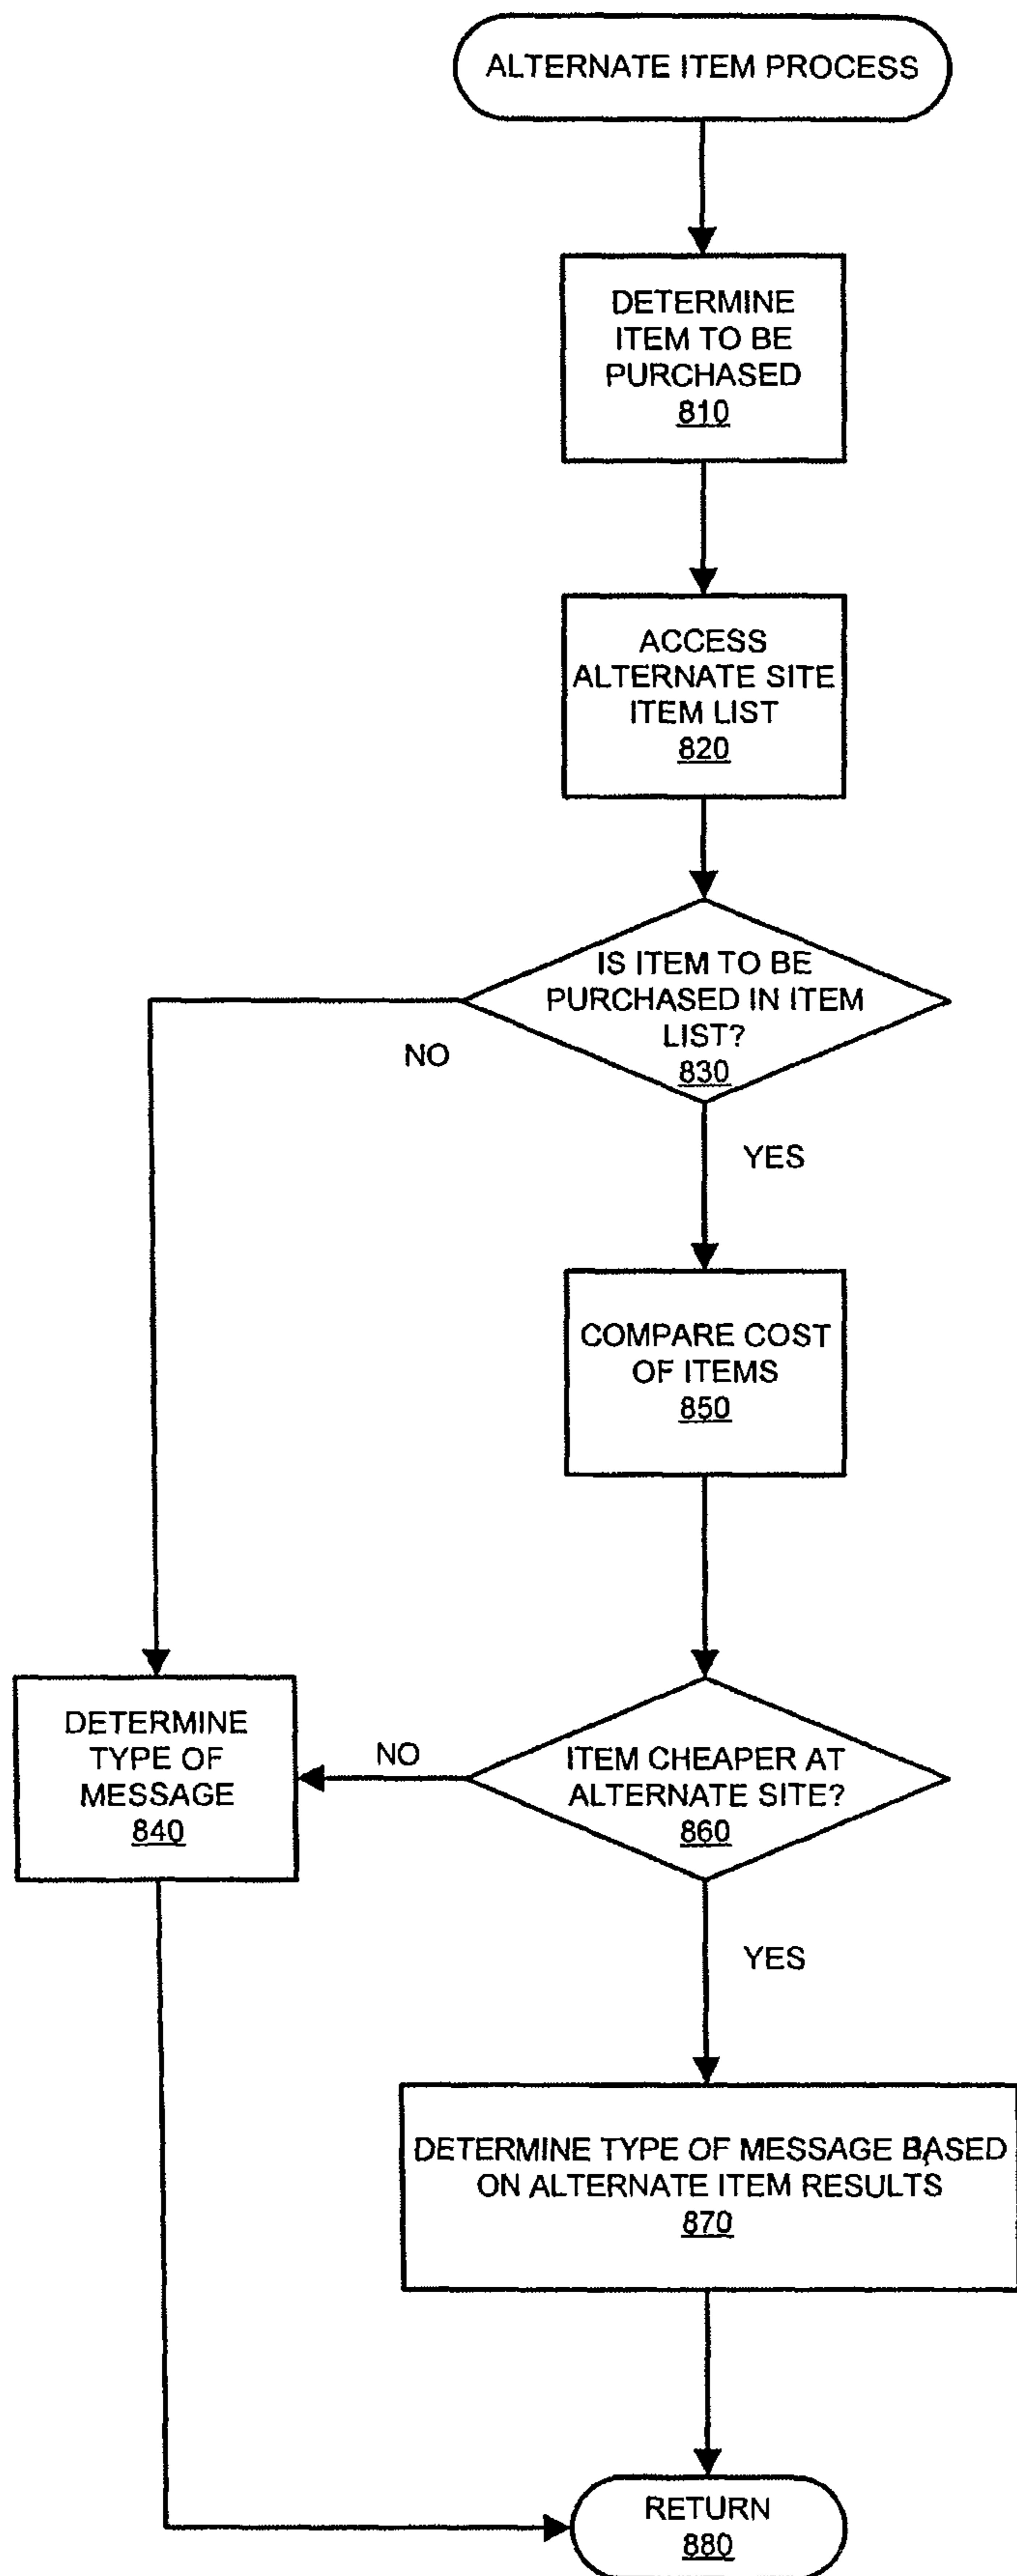 ALTERNATE ITEM PROCESS
DETERMINE
ITEM TO BE
PURCHASED
810
ACCESS
ALTERNATE SITE
ITEM LIST
820
IS ITEM TO BE
PURCHASED IN ITEM
LIST?
830
NO
YES
COMPARE COST
OF ITEMS
850
DETERMINE
TYPE OF
MESSAGE
840
NO
ITEM CHEAPER AT
ALTERNATE SITE?
860
YES
DETERMINE TYPE OF MESSAGE BASED
ON ALTERNATE ITEM RESULTS
870
RETURN
880